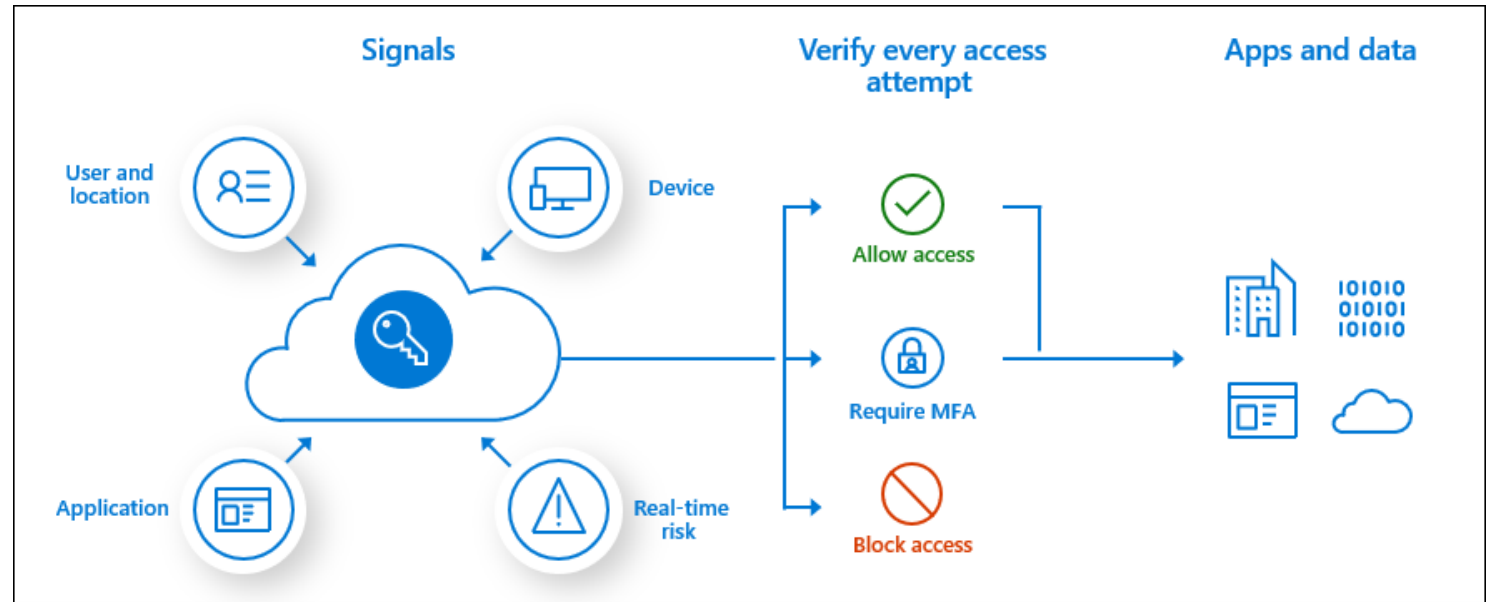 Signals
Verify every access
attempt
Apps and data
User and
location
Device
Allow access
101010
010101
101010
Require MFA
Application
Real-time
risk
Block access